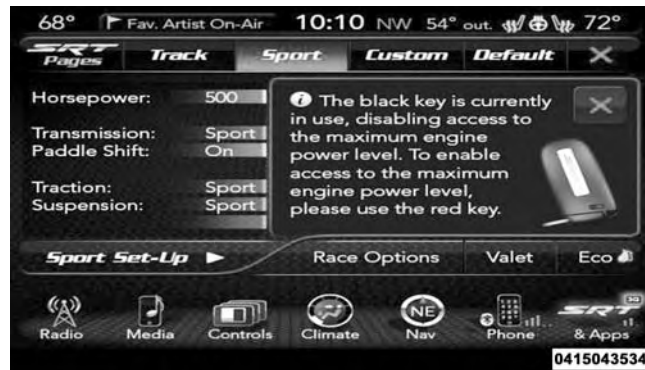 68° Fav. Artist On-Air 10:10 NW 54° out. 72°
SRT Pages Track Sport Custom Default
Horsepower: 500
Transmission: Sport
Paddle Shift: On
Traction: Sport
Suspension: Sport
The black key is currently
in use, disabling access to
the maximum engine
power level. To enable
access to the maximum
engine power level,
please use the red key.
Sport Set-Up Race Options Valet Eco
NE 3G SRT
Radio Media Controls Climate Nav Phone & Apps
0415043534